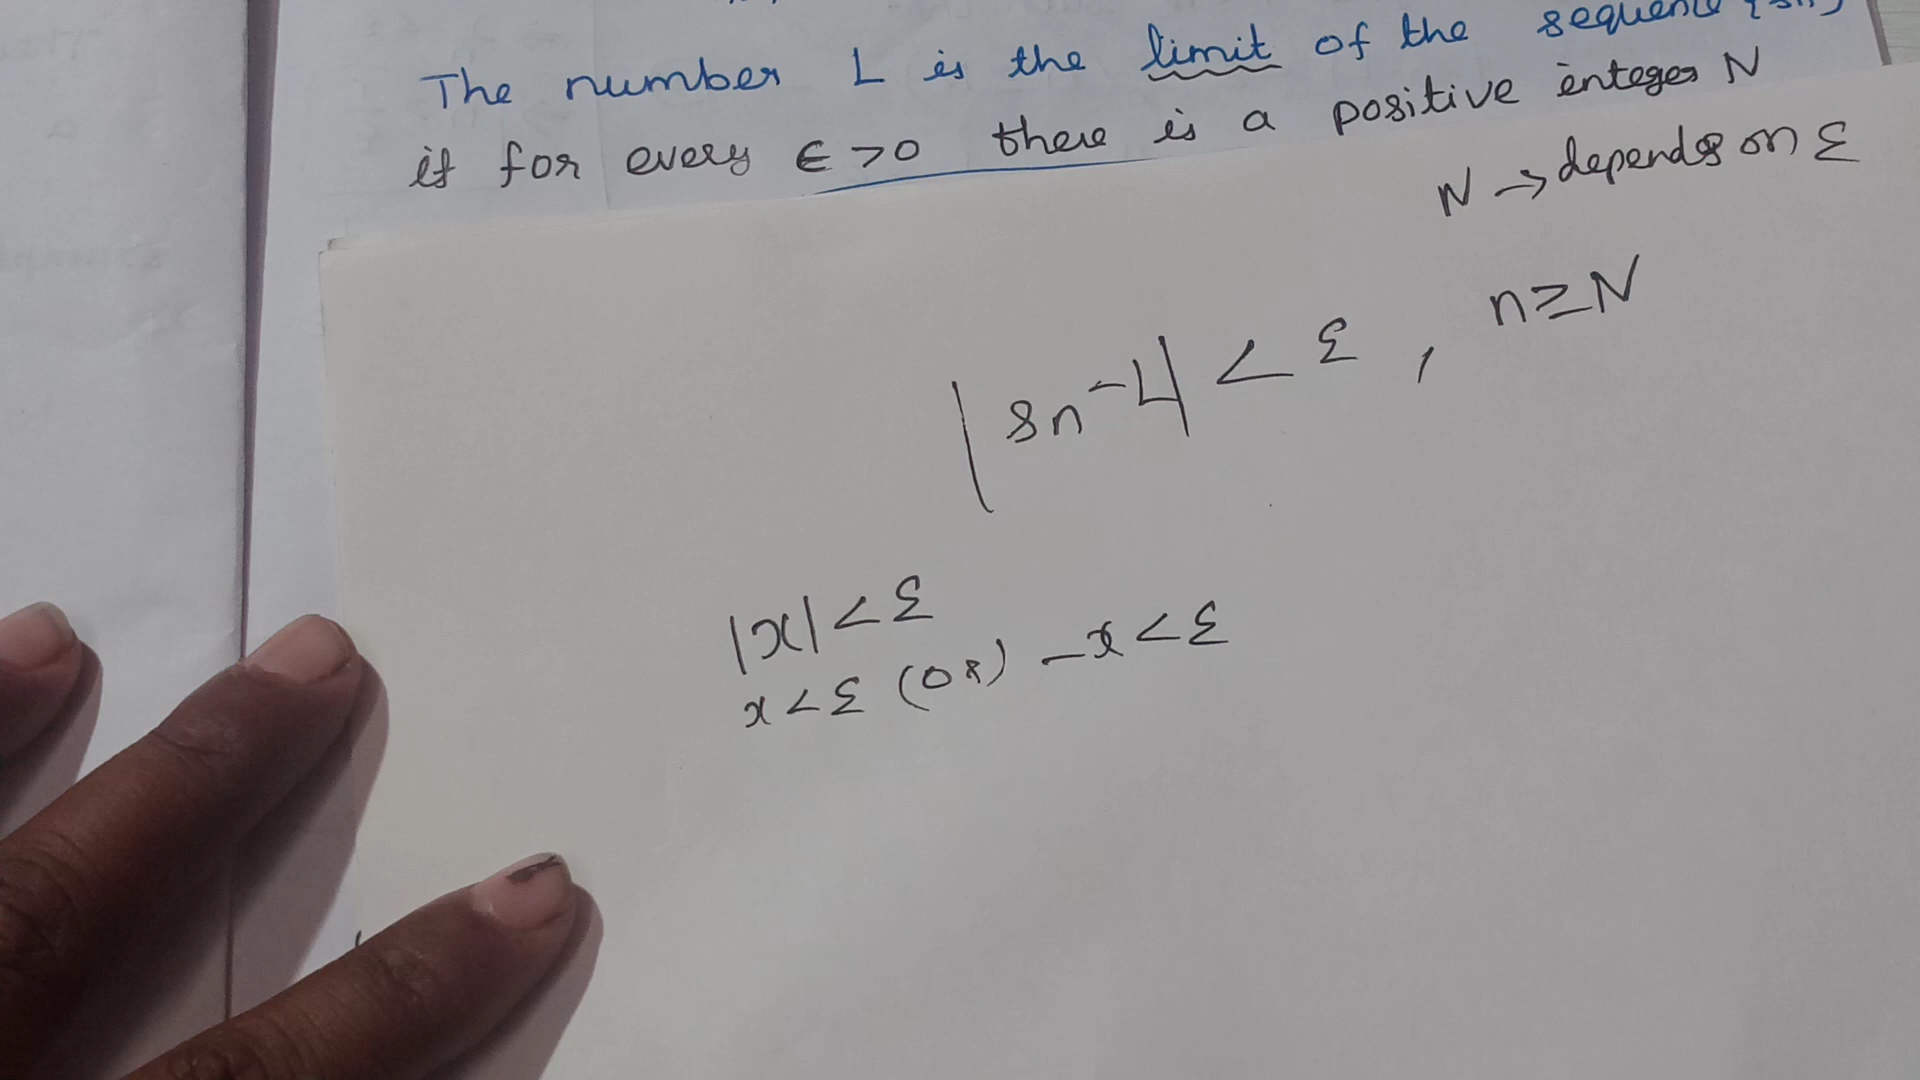 The number L is the limit of the sequence
if for every ϵ>0 there is a positive integer N
N → depends on ε
|sn-L| < ε , n≥N
|x| < ε
x < ε (or) -x < ε